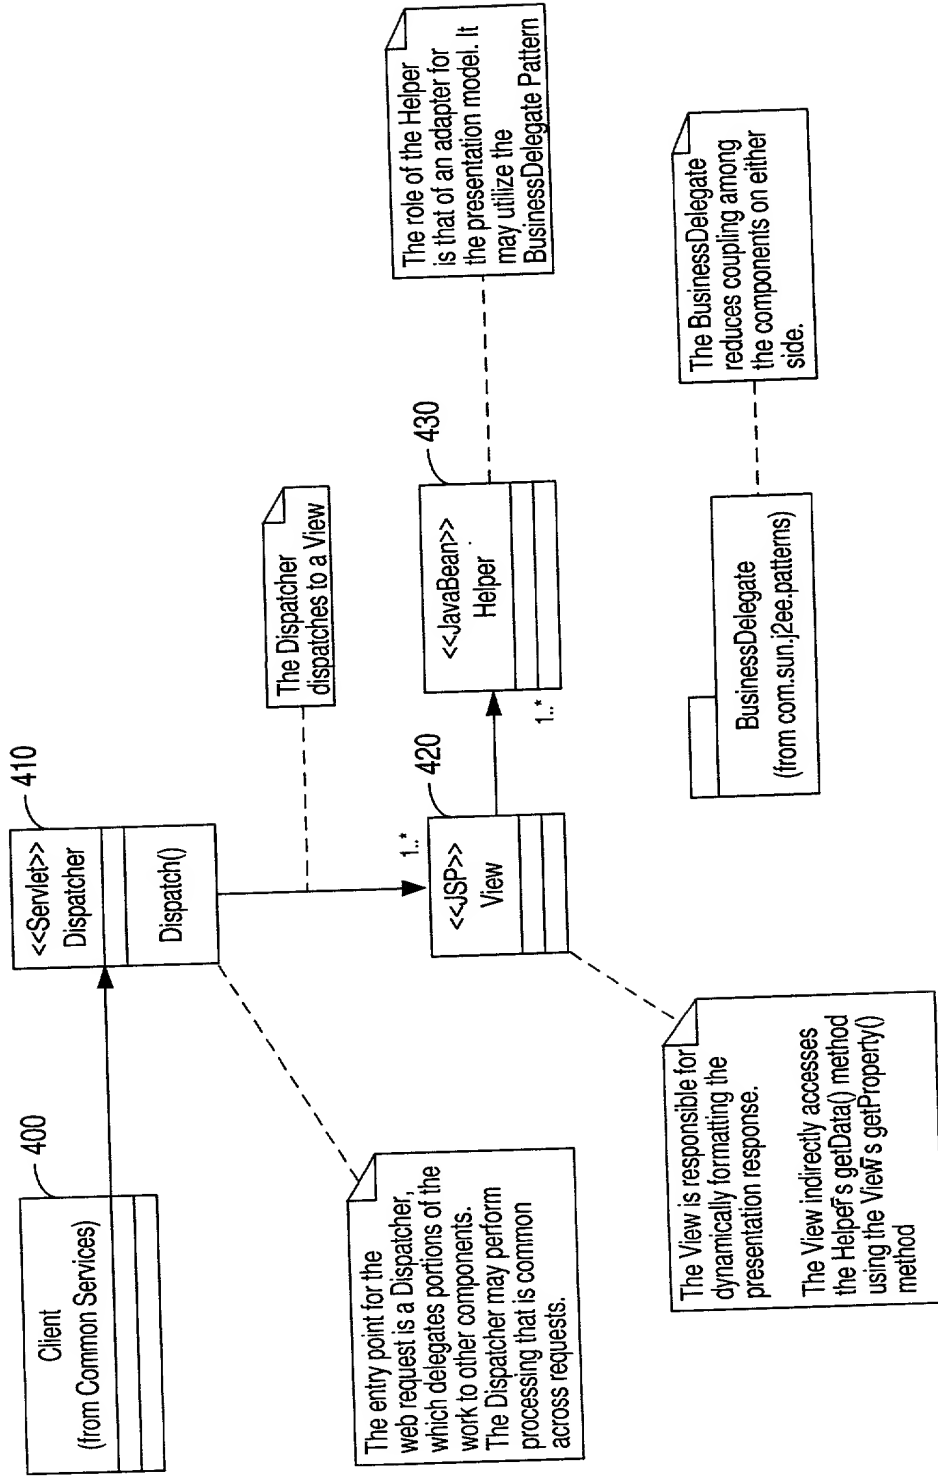 Client
(from Common Services)
400
<<Servlet>>
Dispatcher
Dispatch()
410
The entry point for the
web request is a Dispatcher,
which delegates portions of the
work to other components.
The Dispatcher may perform
processing that is common
across requests.
The Dispatcher
dispatches to a View
1..*
<<JSP>>
View
420
1..*
<<JavaBean>>
Helper
430
The role of the Helper
is that of an adapter for
the presentation model. It
may utilize the
BusinessDelegate Pattern
The View is responsible for
dynamically formatting the
presentation response.
The View indirectly accesses
the Helper's getData() method
using the View's getProperty()
method
BusinessDelegate
(from com.sun.j2ee.patterns)
The BusinessDelegate
reduces coupling among
the components on either
side.